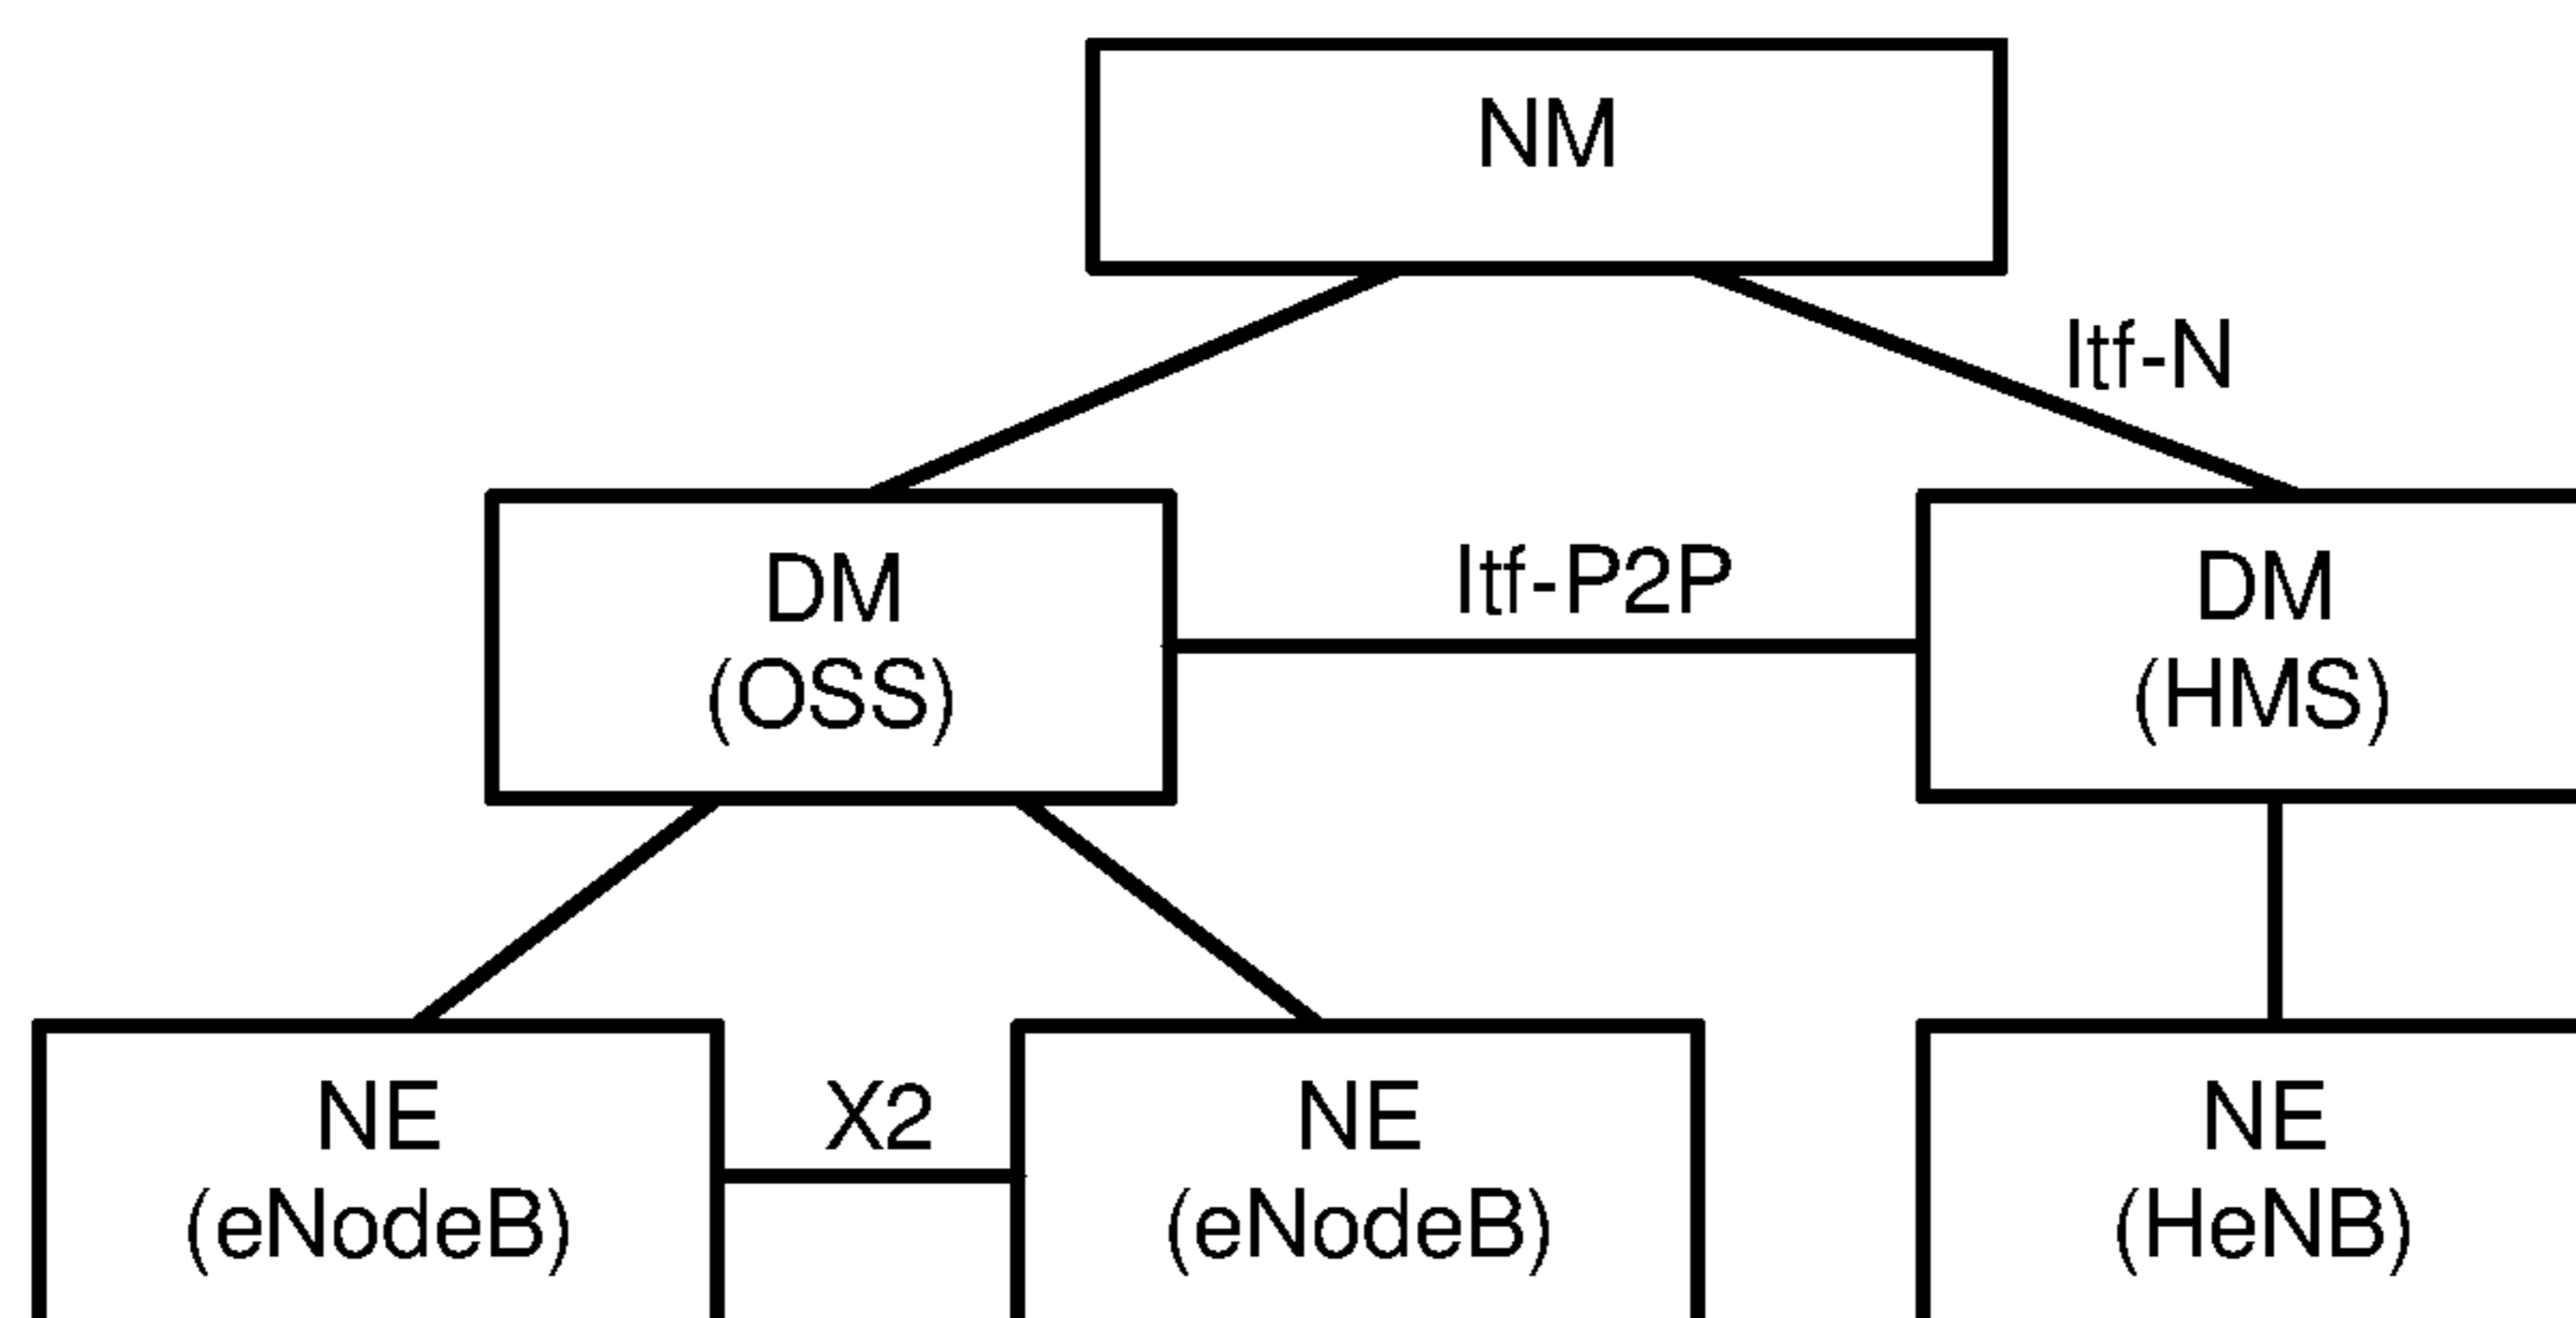 NM
Itf-N
DM
(OSS)
Itf-P2P
DM
(HMS)
NE
(eNodeB)
X2
NE
(eNodeB)
NE
(HeNB)